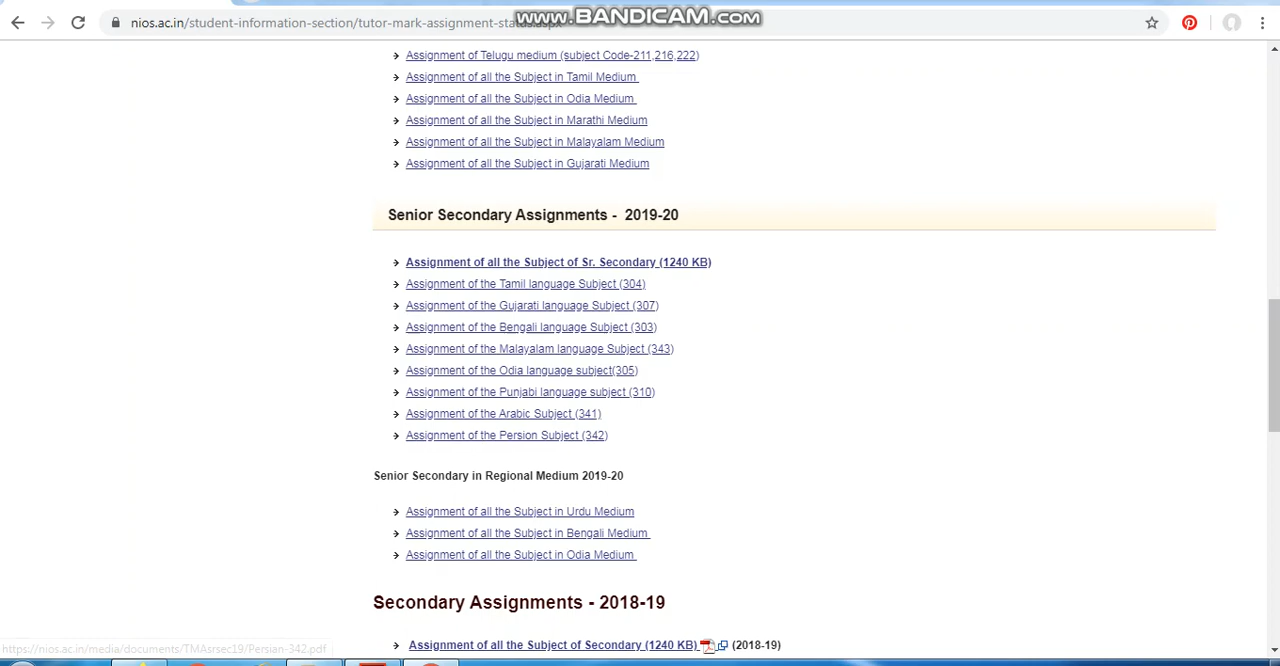 nios.ac.in/student-information-section/tutor-mark-assignment-status.aspx
www.BANDICAM.com
Assignment of Telugu medium (subject Code-211,216,222)
Assignment of all the Subject in Tamil Medium
Assignment of all the Subject in Odia Medium
Assignment of all the Subject in Marathi Medium
Assignment of all the Subject in Malayalam Medium
Assignment of all the Subject in Gujarati Medium
Senior Secondary Assignments - 2019-20
Assignment of all the Subject of Sr. Secondary (1240 KB)
Assignment of the Tamil language Subject (304)
Assignment of the Gujarati language Subject (307)
Assignment of the Bengali language Subject (303)
Assignment of the Malayalam language Subject (343)
Assignment of the Odia language subject(305)
Assignment of the Punjabi language subject (310)
Assignment of the Arabic Subject (341)
Assignment of the Persion Subject (342)
Senior Secondary in Regional Medium 2019-20
Assignment of all the Subject in Urdu Medium
Assignment of all the Subject in Bengali Medium
Assignment of all the Subject in Odia Medium
Secondary Assignments - 2018-19
Assignment of all the Subject of Secondary (1240 KB) (2018-19)
https://nios.ac.in/media/documents/TMAsrsec19/Persian-342.pdf